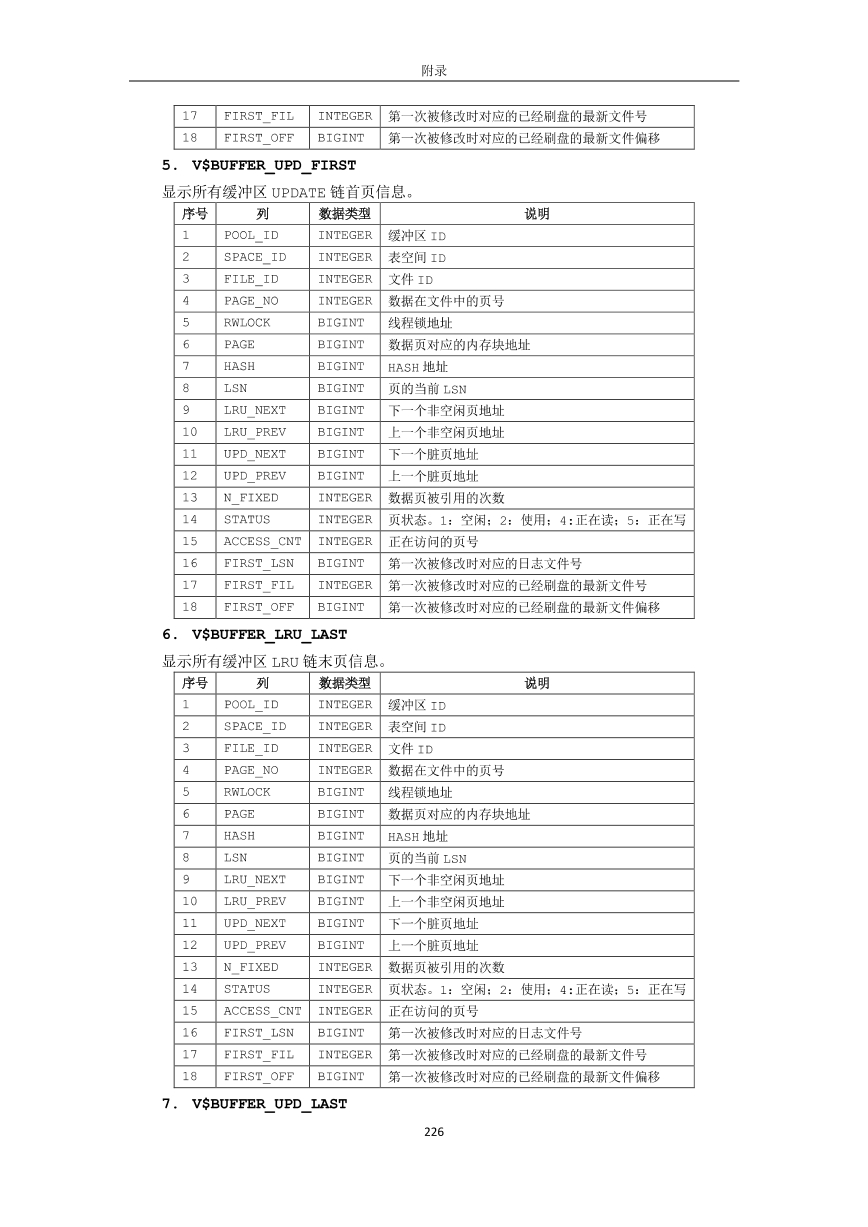 附录
17 FIRST_FIL INTEGER 第一次被修改时对应的已经刷盘的最新文件号
18 FIRST_OFF BIGINT 第一次被修改时对应的已经刷盘的最新文件偏移
5. V$BUFFER_UPD_FIRST
显示所有缓冲区 UPDATE 链首页信息。
序号 列 数据类型 说明
1 POOL_ID INTEGER 缓冲区 ID
2 SPACE_ID INTEGER 表空间 ID
3 FILE_ID INTEGER 文件 ID
4 PAGE_NO INTEGER 数据在文件中的页号
5 RWLOCK BIGINT 线程锁地址
6 PAGE BIGINT 数据页对应的内存块地址
7 HASH BIGINT HASH 地址
8 LSN BIGINT 页的当前 LSN
9 LRU_NEXT BIGINT 下一个非空闲页地址
10 LRU_PREV BIGINT 上一个非空闲页地址
11 UPD_NEXT BIGINT 下一个脏页地址
12 UPD_PREV BIGINT 上一个脏页地址
13 N_FIXED INTEGER 数据页被引用的次数
14 STATUS INTEGER 页状态。1：空闲；2：使用；4:正在读；5：正在写
15 ACCESS_CNT INTEGER 正在访问的页号
16 FIRST_LSN BIGINT 第一次被修改时对应的日志文件号
17 FIRST_FIL INTEGER 第一次被修改时对应的已经刷盘的最新文件号
18 FIRST_OFF BIGINT 第一次被修改时对应的已经刷盘的最新文件偏移
6. V$BUFFER_LRU_LAST
显示所有缓冲区 LRU 链末页信息。
序号 列 数据类型 说明
1 POOL_ID INTEGER 缓冲区 ID
2 SPACE_ID INTEGER 表空间 ID
3 FILE_ID INTEGER 文件 ID
4 PAGE_NO INTEGER 数据在文件中的页号
5 RWLOCK BIGINT 线程锁地址
6 PAGE BIGINT 数据页对应的内存块地址
7 HASH BIGINT HASH 地址
8 LSN BIGINT 页的当前 LSN
9 LRU_NEXT BIGINT 下一个非空闲页地址
10 LRU_PREV BIGINT 上一个非空闲页地址
11 UPD_NEXT BIGINT 下一个脏页地址
12 UPD_PREV BIGINT 上一个脏页地址
13 N_FIXED INTEGER 数据页被引用的次数
14 STATUS INTEGER 页状态。1：空闲；2：使用；4:正在读；5：正在写
15 ACCESS_CNT INTEGER 正在访问的页号
16 FIRST_LSN BIGINT 第一次被修改时对应的日志文件号
17 FIRST_FIL INTEGER 第一次被修改时对应的已经刷盘的最新文件号
18 FIRST_OFF BIGINT 第一次被修改时对应的已经刷盘的最新文件偏移
7. V$BUFFER_UPD_LAST
226